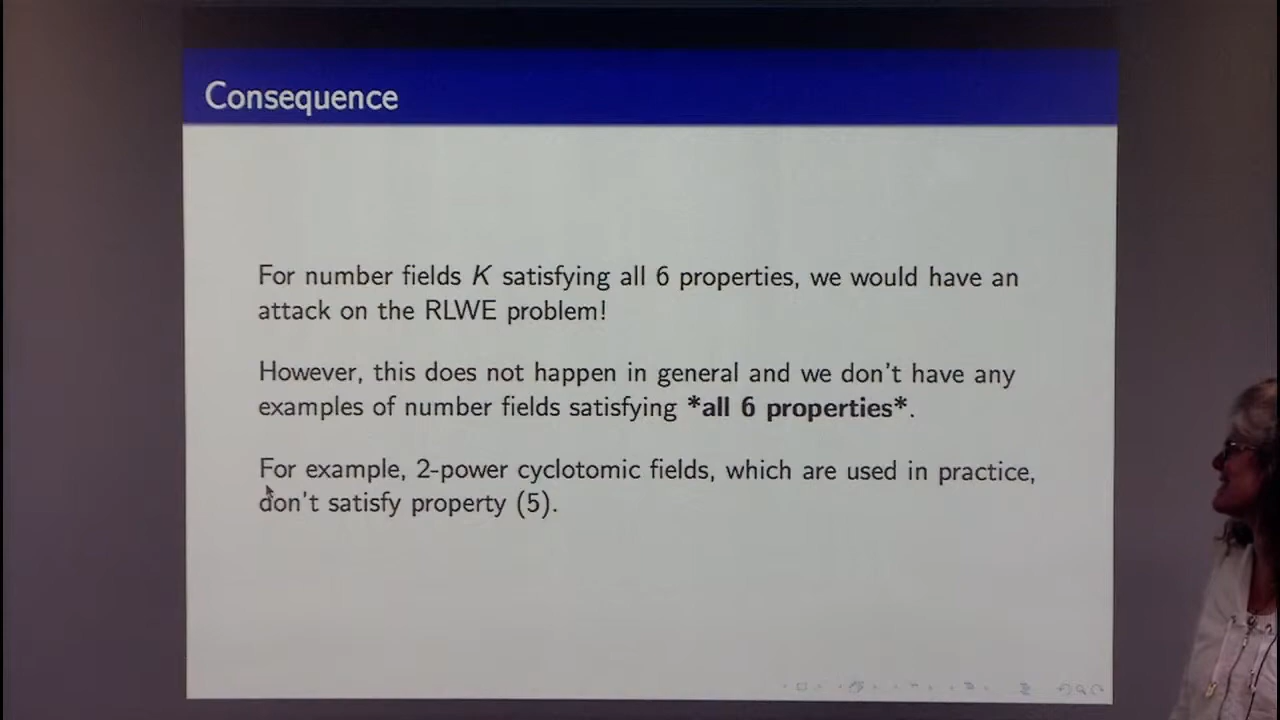 Consequence
For number fields K satisfying all 6 properties, we would have an
attack on the RLWE problem!
However, this does not happen in general and we don't have any
examples of number fields satisfying *all 6 properties*.
For example, 2-power cyclotomic fields, which are used in practice,
don't satisfy property (5).